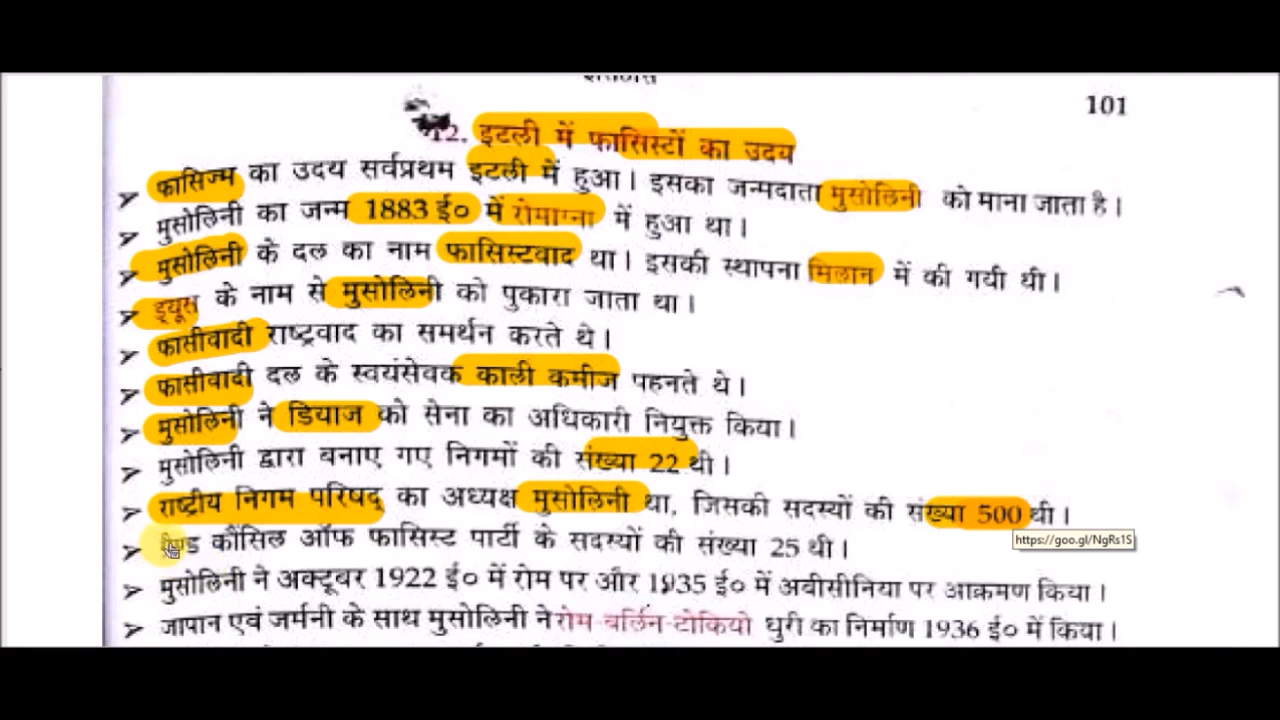 101
12. इटली में फासिस्टों का उदय
➢ फासिज्म का उदय सर्वप्रथम इटली में हुआ। इसका जन्मदाता मुसोलिनी को माना जाता है।
➢ मुसोलिनी का जन्म 1883 ई० में रोमाग्ना में हुआ था।
➢ मुसोलिनी के दल का नाम फासिस्टवाद था। इसकी स्थापना मिलान में की गयी थी।
➢ ड्यूस के नाम से मुसोलिनी को पुकारा जाता था।
➢ फासीवादी राष्ट्रवाद का समर्थन करते थे।
➢ फासीवादी दल के स्वयंसेवक काली कमीज पहनते थे।
➢ मुसोलिनी ने डियाज को सेना का अधिकारी नियुक्त किया।
➢ मुसोलिनी द्वारा बनाए गए निगमों की संख्या 22 थी।
➢ राष्ट्रीय निगम परिषद् का अध्यक्ष मुसोलिनी था, जिसकी सदस्यों की संख्या 500 थी।
https://goo.gl/NgRs1S
➢ कौंसिल ऑफ फासिस्ट पार्टी के सदस्यों की संख्या 25 थी।
➢ मुसोलिनी ने अक्टूबर 1922 ई० में रोम पर और 1935 ई० में अबीसीनिया पर आक्रमण किया।
➢ जापान एवं जर्मनी के साथ मुसोलिनी ने रोम-बर्लिन-टोकियो धुरी का निर्माण 1936 ई० में किया।